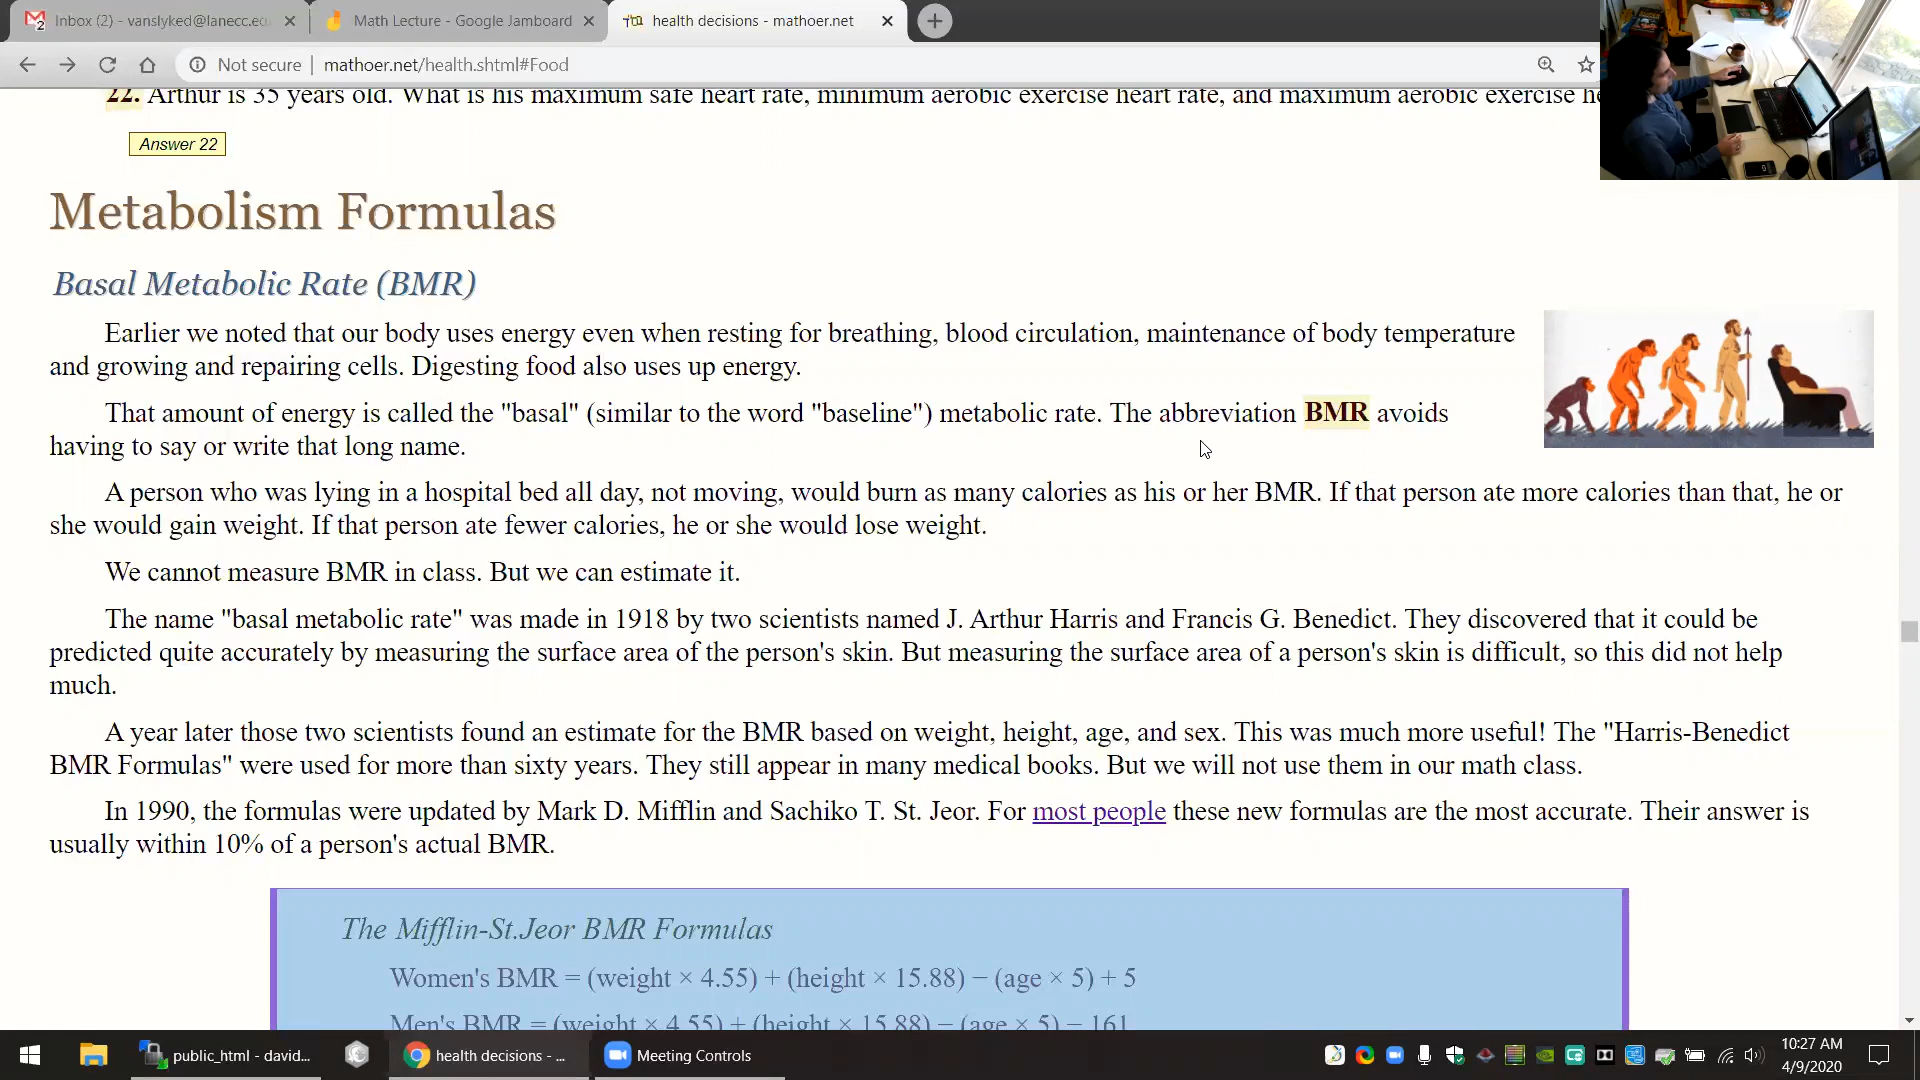 Inbox (2) - vanslyked@lanecc.edu
Math Lecture - Google Jamboard
health decisions - mathoer.net
Not secure
mathoer.net/health.shtml#Food
22. Arthur is 35 years old. What is his maximum safe heart rate, minimum aerobic exercise heart rate, and maximum aerobic exercise he
Answer 22
Metabolism Formulas
Basal Metabolic Rate (BMR)
Earlier we noted that our body uses energy even when resting for breathing, blood circulation, maintenance of body temperature
and growing and repairing cells. Digesting food also uses up energy.
That amount of energy is called the "basal" (similar to the word "baseline") metabolic rate. The abbreviation BMR avoids
having to say or write that long name.
A person who was lying in a hospital bed all day, not moving, would burn as many calories as his or her BMR. If that person ate more calories than that, he or
she would gain weight. If that person ate fewer calories, he or she would lose weight.
We cannot measure BMR in class. But we can estimate it.
The name "basal metabolic rate" was made in 1918 by two scientists named J. Arthur Harris and Francis G. Benedict. They discovered that it could be
predicted quite accurately by measuring the surface area of the person's skin. But measuring the surface area of a person's skin is difficult, so this did not help
much.
A year later those two scientists found an estimate for the BMR based on weight, height, age, and sex. This was much more useful! The "Harris-Benedict
BMR Formulas" were used for more than sixty years. They still appear in many medical books. But we will not use them in our math class.
In 1990, the formulas were updated by Mark D. Mifflin and Sachiko T. St. Jeor. For most people these new formulas are the most accurate. Their answer is
usually within 10% of a person's actual BMR.
The Mifflin-St.Jeor BMR Formulas
Women's BMR = (weight × 4.55) + (height × 15.88) − (age × 5) + 5
Men's BMR = (weight × 4.55) + (height × 15.88) − (age × 5) − 161
public_html - david...
health decisions - ...
Meeting Controls
10:27 AM
4/9/2020